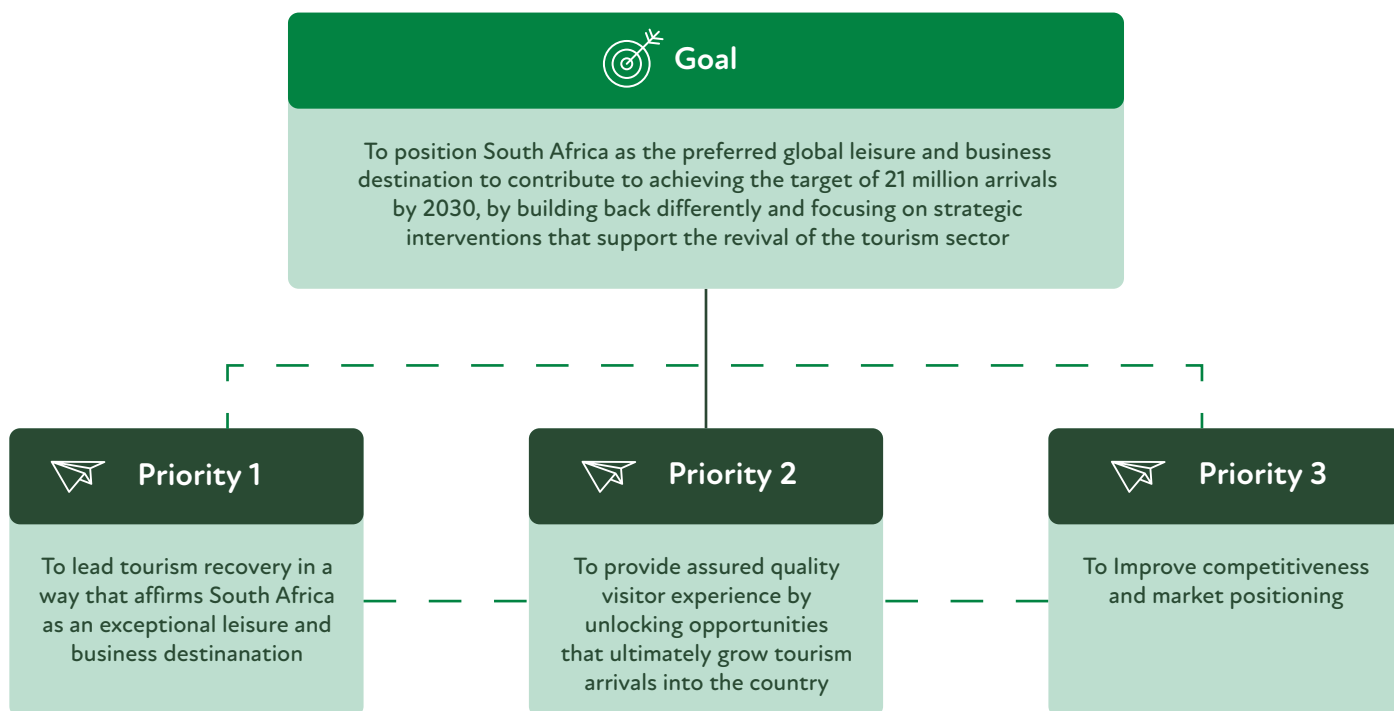 Goal
To position South Africa as the preferred global leisure and business
destination to contribute to achieving the target of 21 million arrivals
by 2030, by building back differently and focusing on strategic
interventions that support the revival of the tourism sector
Priority 1
To lead tourism recovery in a
way that affirms South Africa
as an exceptional leisure and
business destinanation
Priority 2
To provide assured quality
visitor experience by
unlocking opportunities
that ultimately grow tourism
arrivals into the country
Priority 3
To Improve competitiveness
and market positioning